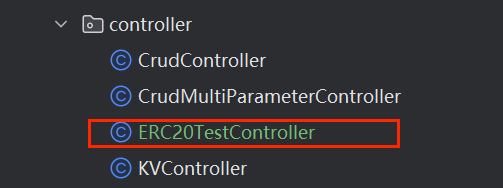 controller
CrudController
CrudMultiParameterController
ERC20TestController
KVController